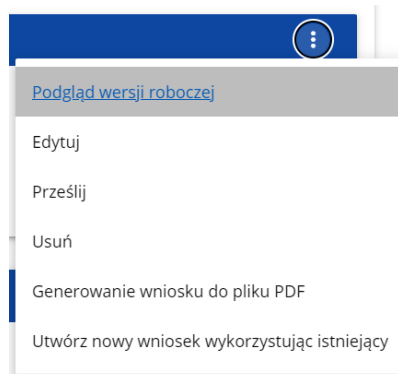 Podgląd wersji roboczej
Edytuj
Prześlij
Usuń
Generowanie wniosku do pliku PDF
Utwórz nowy wniosek wykorzystując istniejący